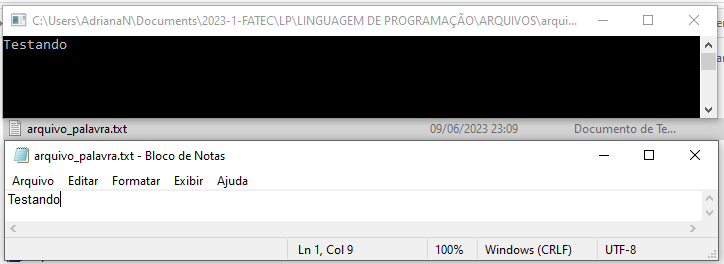 C:\Users\AdrianaN\Documents\2023-1-FATEC\LP\LINGUAGEM DE PROGRAMAÇÃO\ARQUIVOS\arqui...
Testando
arquivo_palavra.txt 09/06/2023 23:09 Documento de Te...
arquivo_palavra.txt - Bloco de Notas
Arquivo Editar Formatar Exibir Ajuda
Testando
Ln 1, Col 9 100% Windows (CRLF) UTF-8